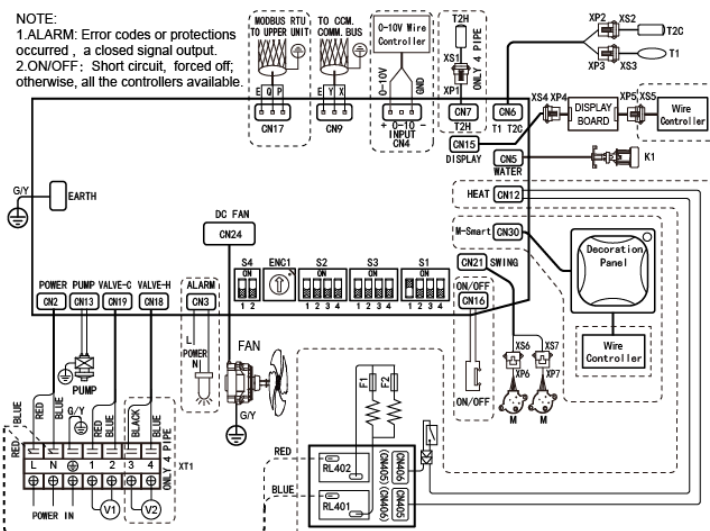 NOTE:
1.ALARM: Error codes or protections
occurred , a closed signal output.
2.ON/OFF: Short circuit, forced off;
otherwise, all the controllers available.
MODBUS RTU
TO UPPER UNIT
E Q P
CN17
TO CCM.
COMM. BUS
E Y X
CN9
0-10V Wire
Controller
0-10V
GND
+ 0-10 -
INPUT
CN4
T2H
XS1
XP1
ONLY 4 PIPE
CN7
T2H
XP2 XS2
T2C
XP3 XS3
T1
CN6
T1 T2C
XS4 XP4
DISPLAY
BOARD
XP5 XS5
Wire
Controller
CN15
DISPLAY
CN5
WATER
K1
HEAT CN12
M-Smart CN30
Decoration
Panel
Wire
Controller
G/Y
EARTH
DC FAN
CN24
S4
ON
1 2
ENC1
S2
ON
1 2 3 4
S3
ON
1 2 3 4
S1
ON
1 2 3 4
CN21 SWING
POWER PUMP VALVE-C VALVE-H
CN2 CN13 CN19 CN18
ALARM
CN3
L
POWER
N
ON/OFF
CN16
ON/OFF
XS6 XS7
XP6 XP7
M M
FAN
G/Y
PUMP
BLUE
RED
RED
BLUE
G/Y
RED
BLUE
BLACK
BLUE
ONLY 4 PIPE
L N 1 2 3 4
XT1
POWER IN
V1 V2
F1 F2
RED
BLUE
RL402
RL401
CN406
(CN405)
CN405
(CN406)